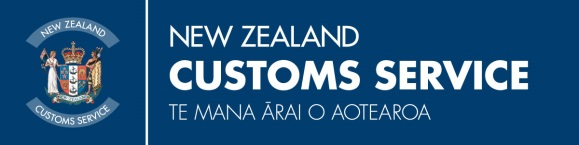 NEW ZEALAND
CUSTOMS SERVICE
NEW ZEALAND
CUSTOMS SERVICE
TE MANA ĀRAI O AOTEAROA